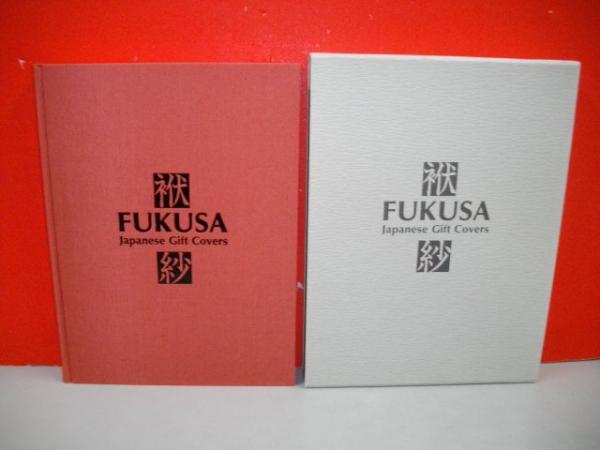 袱
FUKUSA
Japanese Gift Covers
紗
袱
FUKUSA
Japanese Gift Covers
紗